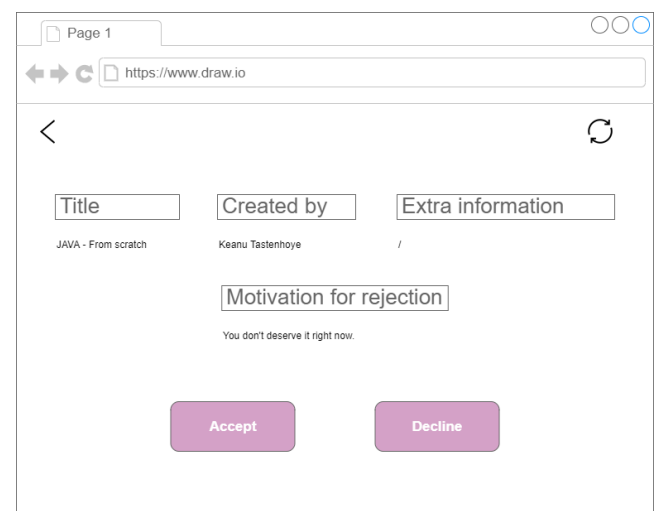 Page 1
https://www.draw.io
Title
Created by
Extra information
JAVA - From scratch
Keanu Tastenhoye
/
Motivation for rejection
You don't deserve it right now.
Accept
Decline